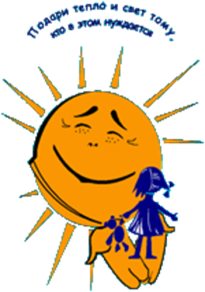 Подари тепло и свет тому,
кто в этом нуждается